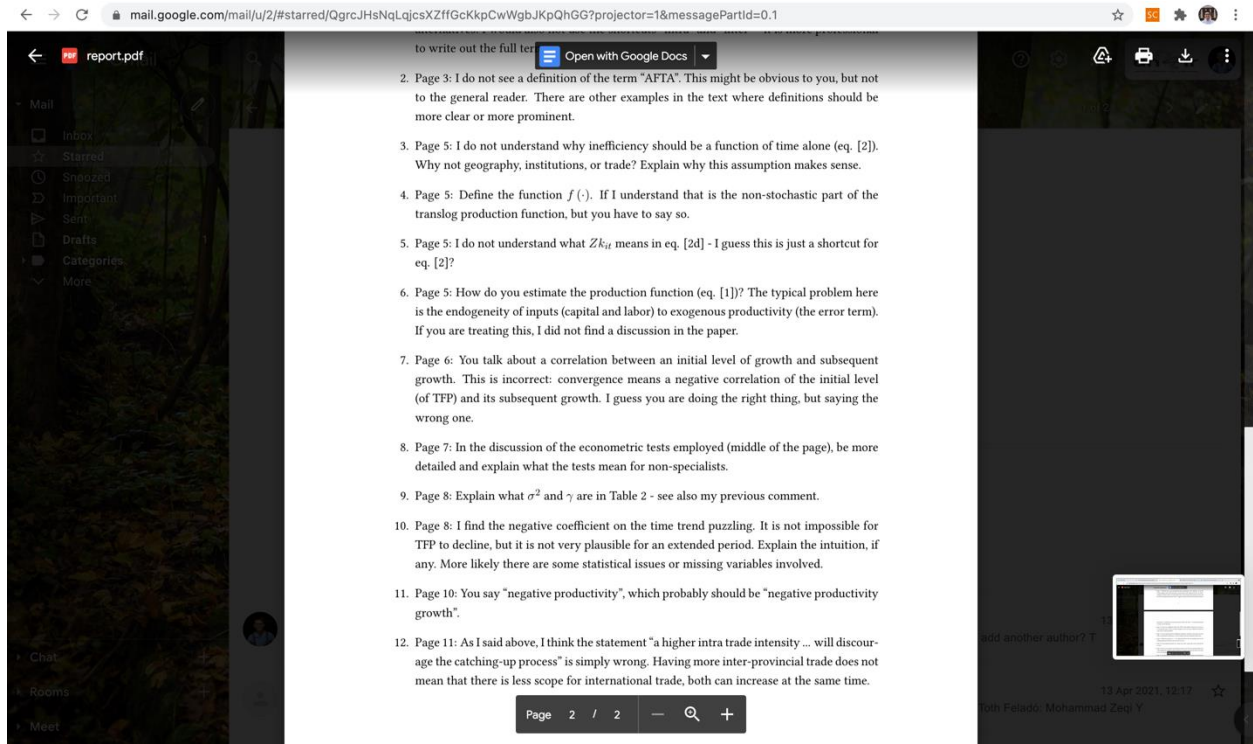 mail.google.com/mail/u/2/#starred/QgrcJHsNqLqjcsXZffGcKkpCwWgbJKpQhGG?projector=1&messagePartId=0.1
SC
PDF report.pdf
Open with Google Docs
to write out the full ter
2. Page 3: I do not see a definition of the term “AFTA”. This might be obvious to you, but not
to the general reader. There are other examples in the text where definitions should be
more clear or more prominent.
3. Page 5: I do not understand why inefficiency should be a function of time alone (eq. [2]).
Why not geography, institutions, or trade? Explain why this assumption makes sense.
4. Page 5: Define the function f (·). If I understand that is the non-stochastic part of the
translog production function, but you have to say so.
5. Page 5: I do not understand what Zkᵢₜ means in eq. [2d] - I guess this is just a shortcut for
eq. [2]?
6. Page 5: How do you estimate the production function (eq. [1])? The typical problem here
is the endogeneity of inputs (capital and labor) to exogenous productivity (the error term).
If you are treating this, I did not find a discussion in the paper.
7. Page 6: You talk about a correlation between an initial level of growth and subsequent
growth. This is incorrect: convergence means a negative correlation of the initial level
(of TFP) and its subsequent growth. I guess you are doing the right thing, but saying the
wrong one.
8. Page 7: In the discussion of the econometric tests employed (middle of the page), be more
detailed and explain what the tests mean for non-specialists.
9. Page 8: Explain what σ² and γ are in Table 2 - see also my previous comment.
10. Page 8: I find the negative coefficient on the time trend puzzling. It is not impossible for
TFP to decline, but it is not very plausible for an extended period. Explain the intuition, if
any. More likely there are some statistical issues or missing variables involved.
11. Page 10: You say “negative productivity”, which probably should be “negative productivity
growth”.
12. Page 11: As I said above, I think the statement “a higher intra trade intensity ... will discour-
age the catching-up process” is simply wrong. Having more inter-provincial trade does not
mean that there is less scope for international trade, both can increase at the same time.
Page 2 / 2
Mail
Inbox
Starred
Snoozed
Important
Sent
Drafts 1
Categories
More
Chat
Rooms
Meet
add another author? T
13 Apr 2021, 12:17
Toth Feladó: Mohammad Zeqi Y